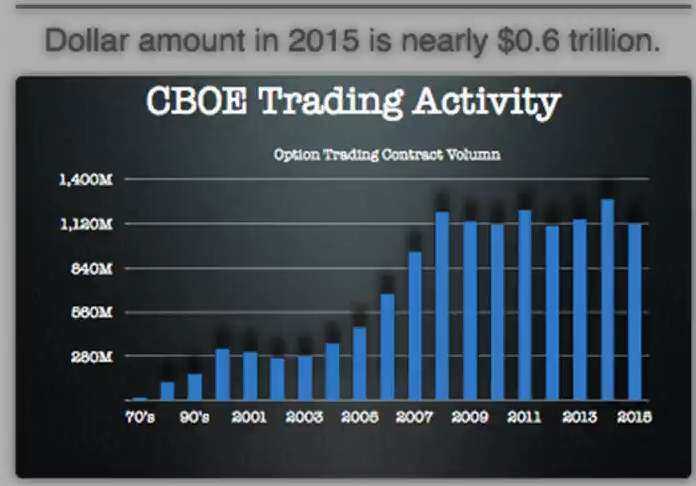 Dollar amount in 2015 is nearly $0.6 trillion.
CBOE Trading Activity
Option Trading Contract Volumn
1,400M
1,120M
840M
560M
280M
70's 90's 2001 2003 2005 2007 2009 2011 2013 2015